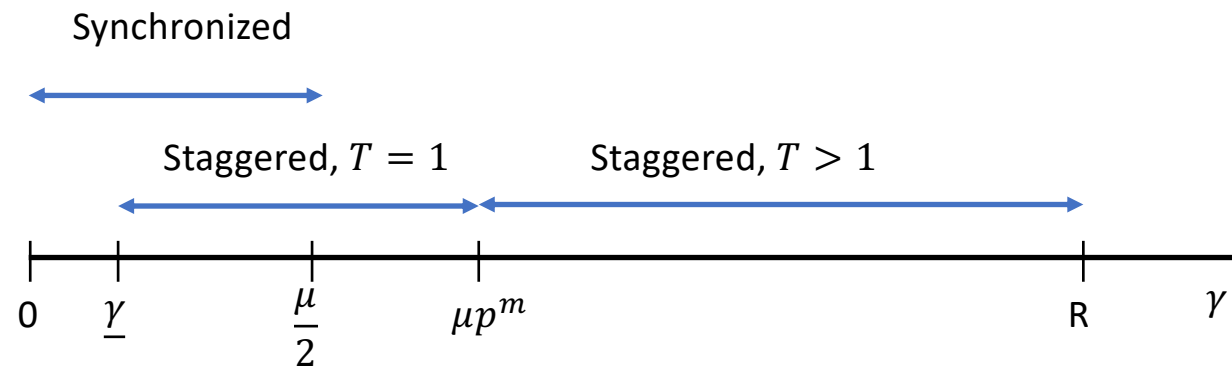 Synchronized
Staggered, 𝑇 = 1 Staggered, 𝑇 > 1
0 γ μ/2 μp^m R γ